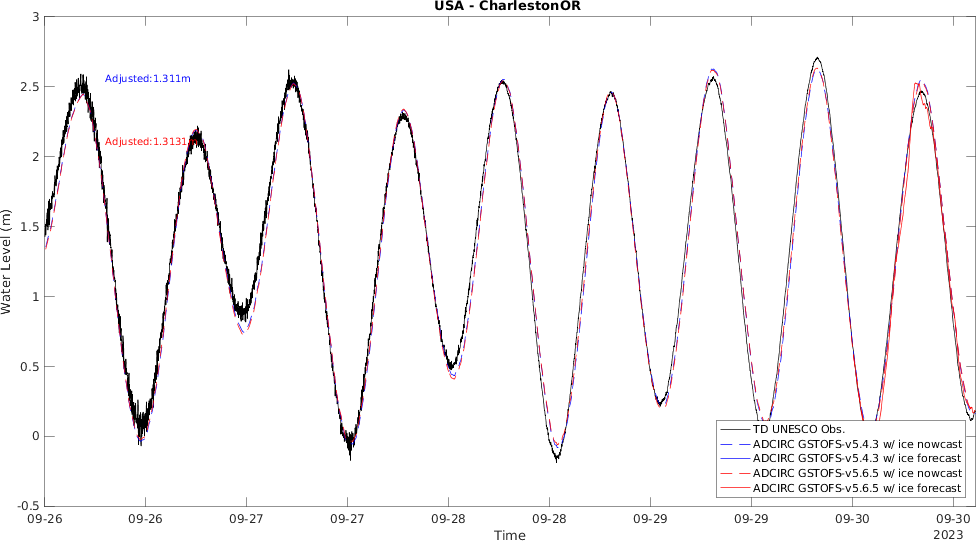 USA - CharlestonOR
3
2.5
2
1.5
1
0.5
0
-0.5
Water Level (m)
Adjusted:1.311m
Adjusted:1.3131
TD UNESCO Obs.
ADCIRC GSTOFS-v5.4.3 w/ ice nowcast
ADCIRC GSTOFS-v5.4.3 w/ ice forecast
ADCIRC GSTOFS-v5.6.5 w/ ice nowcast
ADCIRC GSTOFS-v5.6.5 w/ ice forecast
09-26 09-26 09-27 09-27 09-28 09-28 09-29 09-29 09-30 09-30
Time
2023